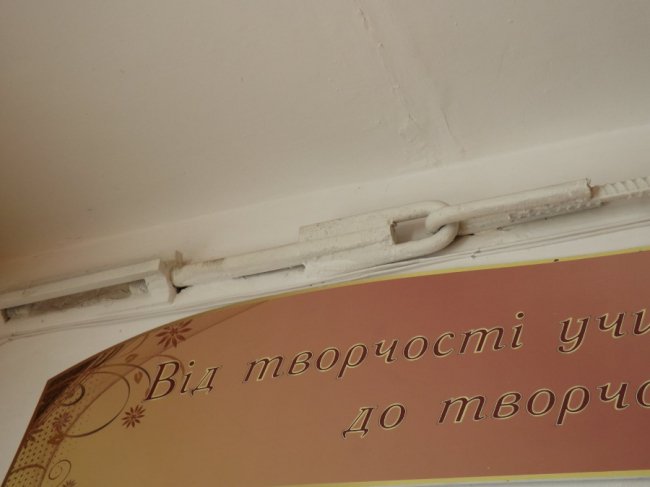 Від творчості учи
до творчо